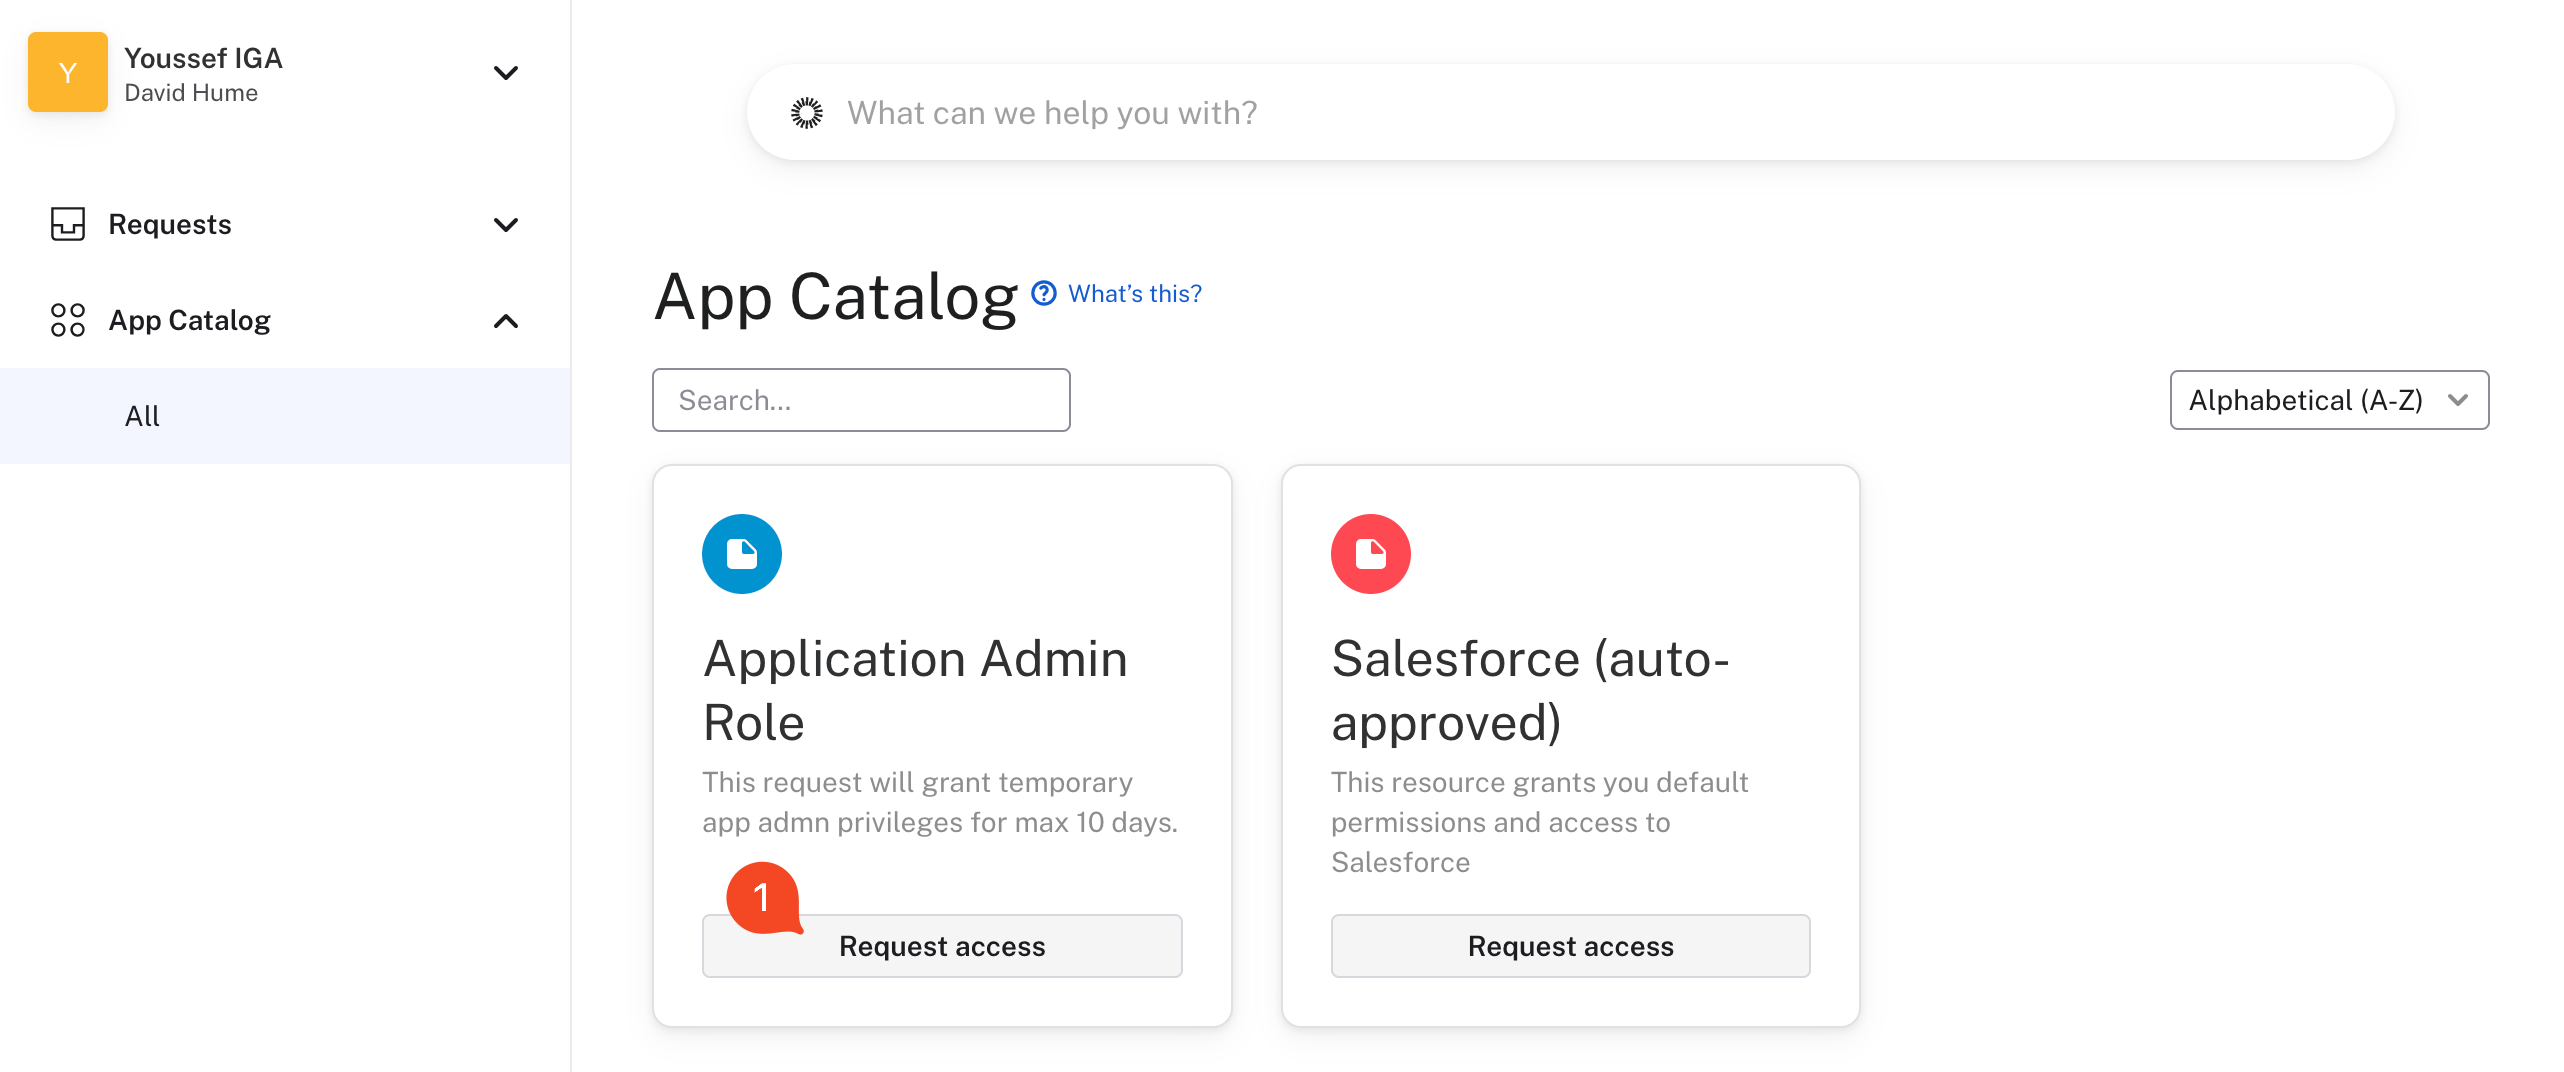 Y
Youssef IGA
David Hume
Requests
App Catalog
All
What can we help you with?
App Catalog
What's this?
Search...
Alphabetical (A-Z)
Application Admin
Role
This request will grant temporary
app admn privileges for max 10 days.
1
Request access
Salesforce (auto-
approved)
This resource grants you default
permissions and access to
Salesforce
Request access